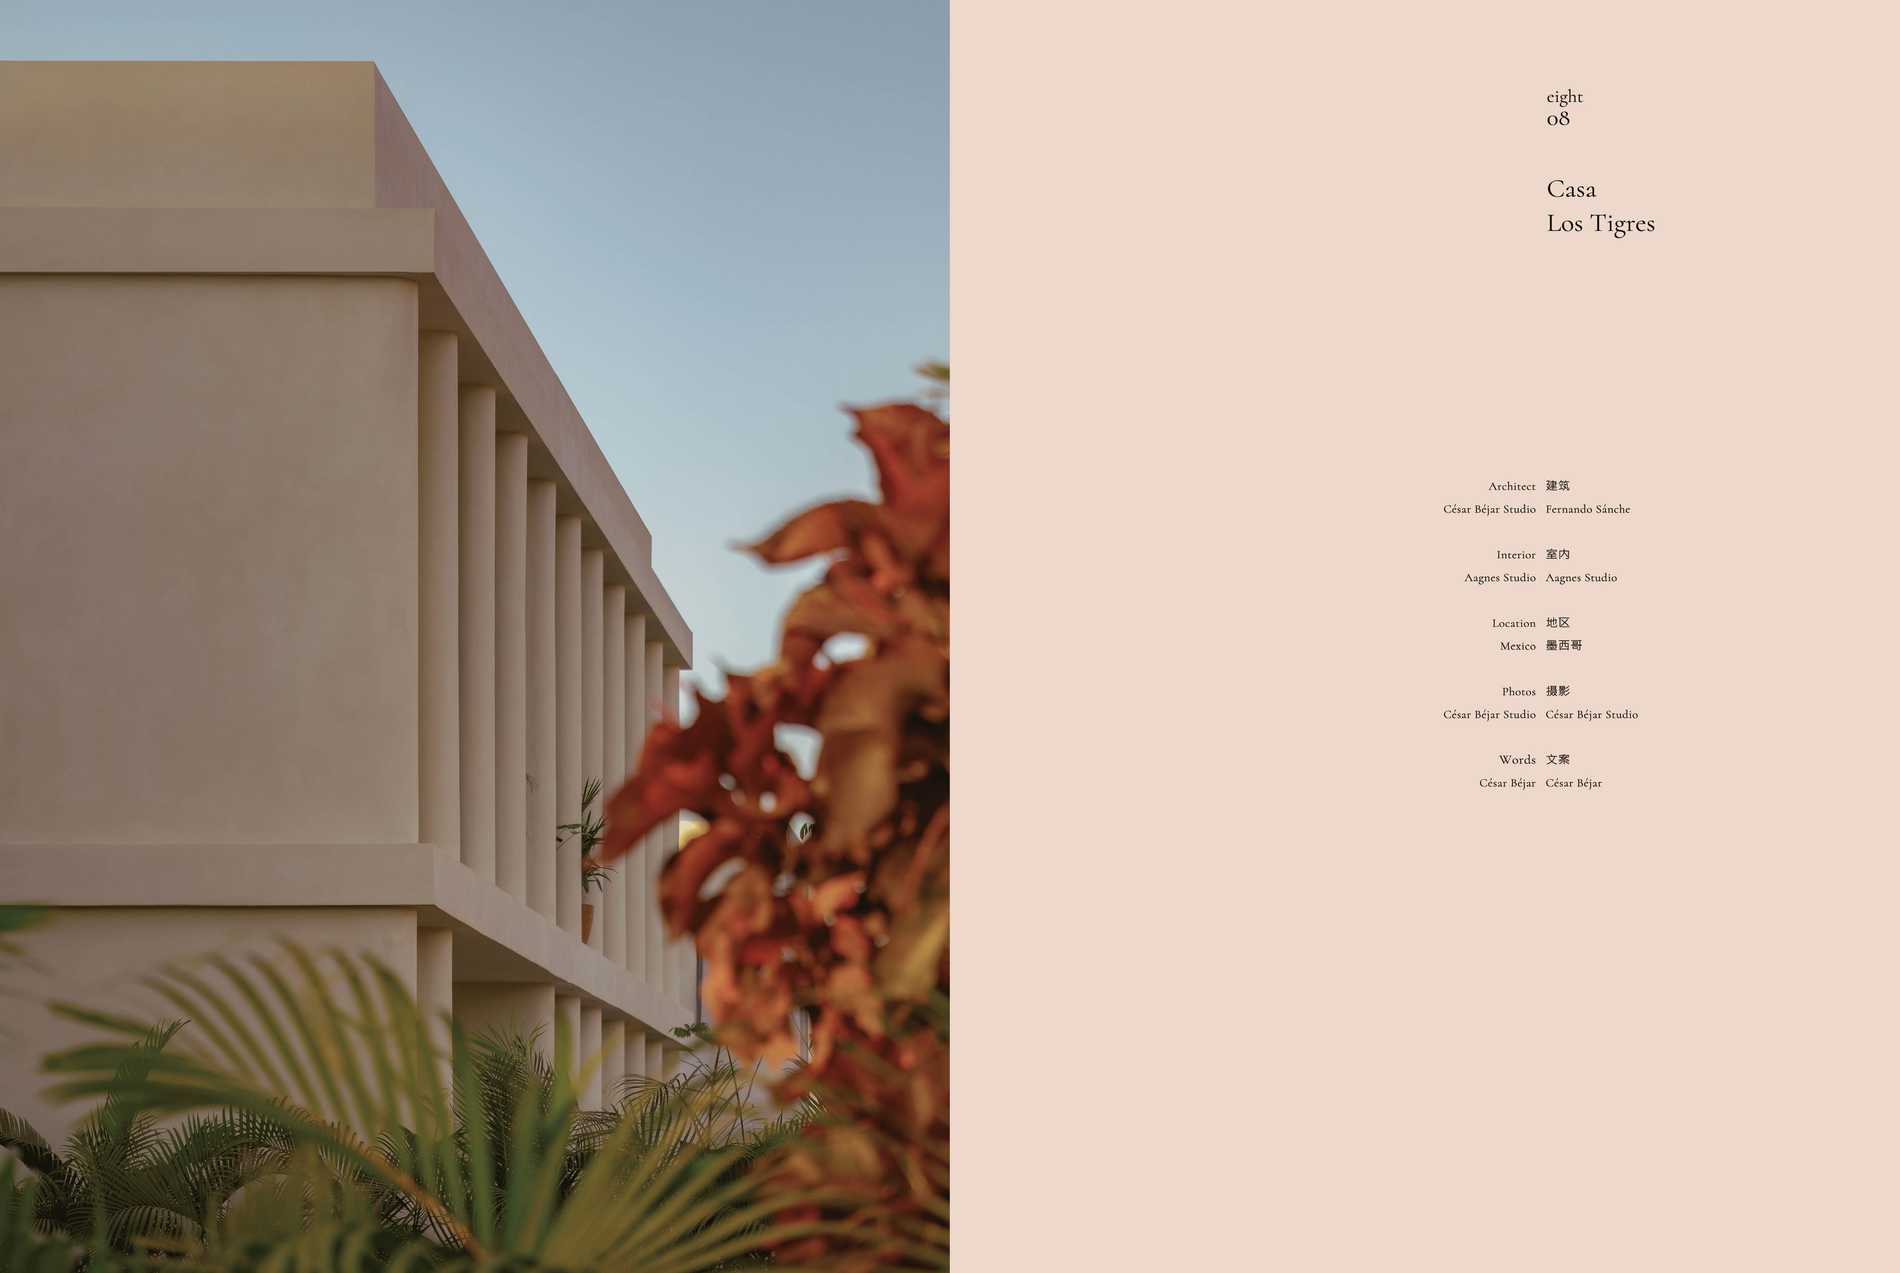 eight
08
Casa
Los Tigres
Architect 建筑
César Béjar Studio Fernando Sánche
Interior 室内
Aagnes Studio Aagnes Studio
Location 地区
Mexico 墨西哥
Photos 摄影
César Béjar Studio César Béjar Studio
Words 文案
César Béjar César Béjar